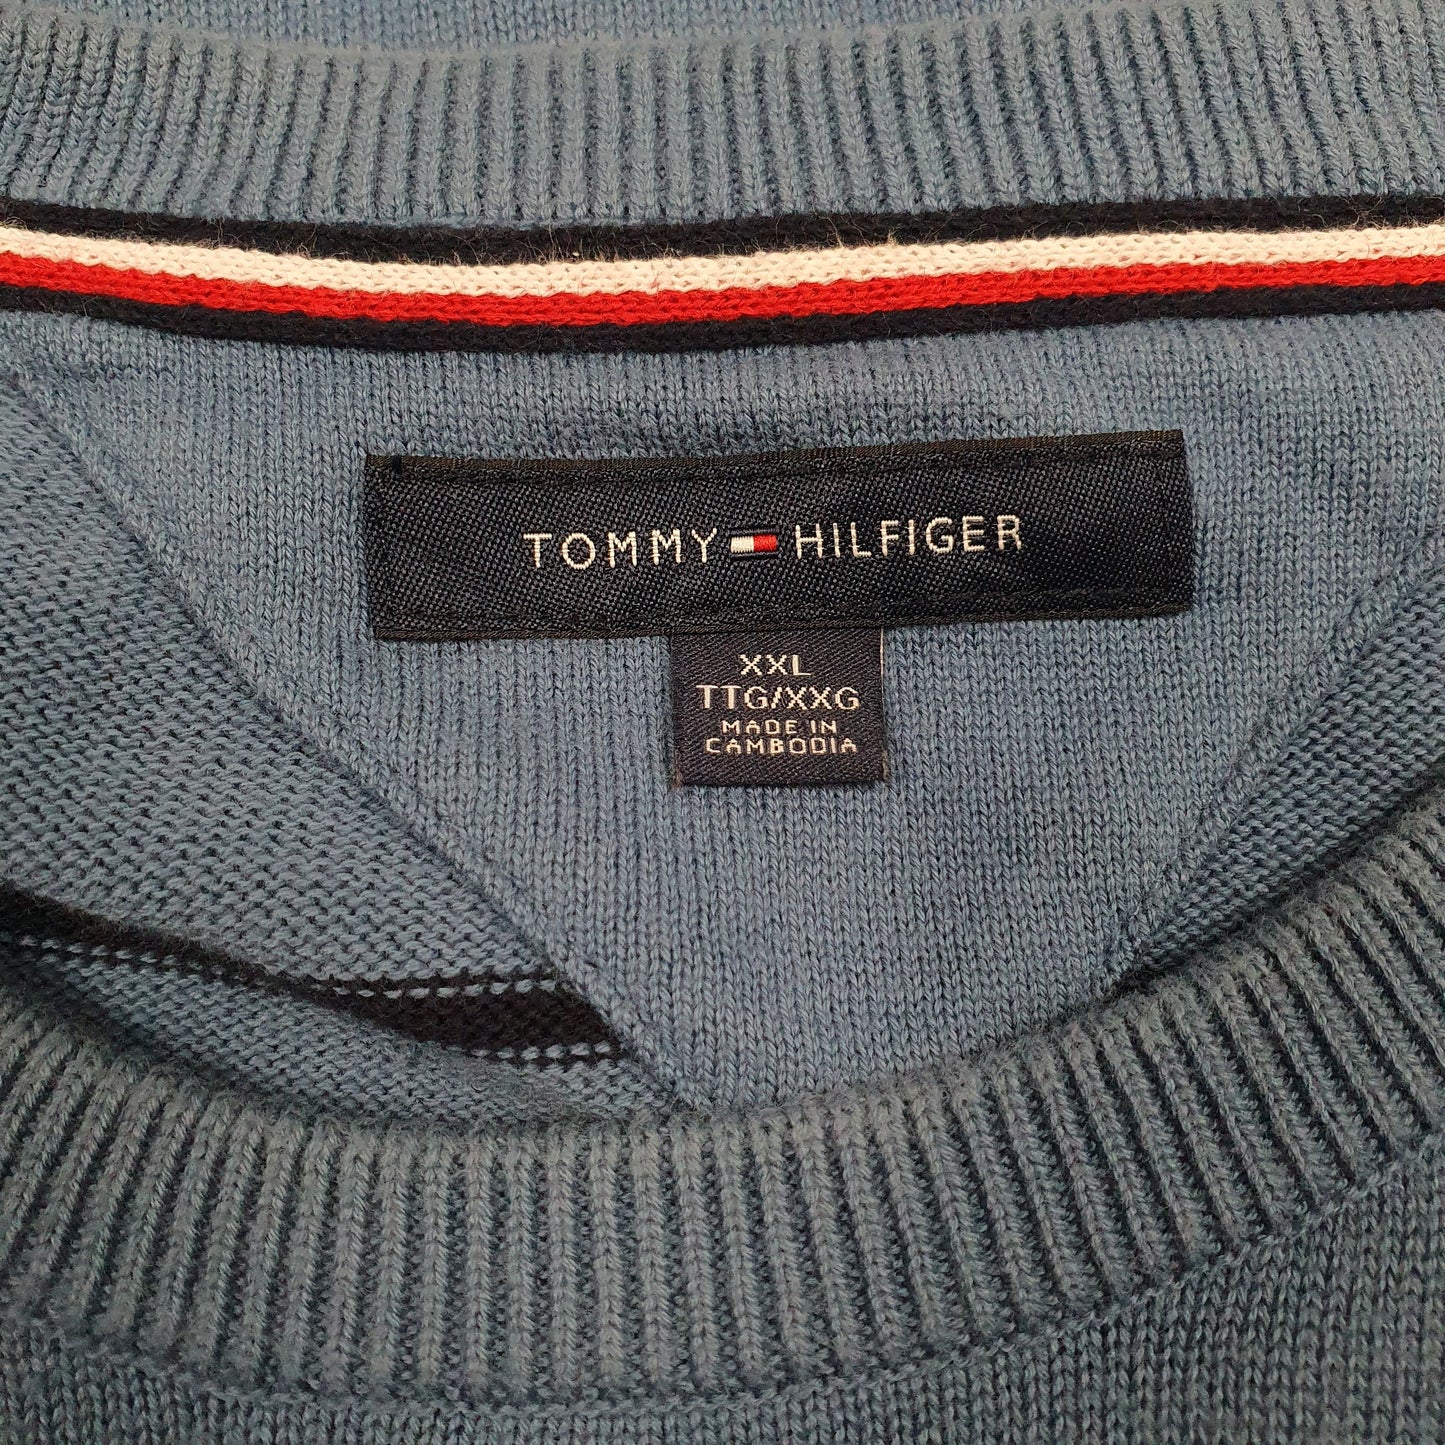 TOMMY HILFIGER
XXL
TTG/XXG
MADE IN
CAMBODIA